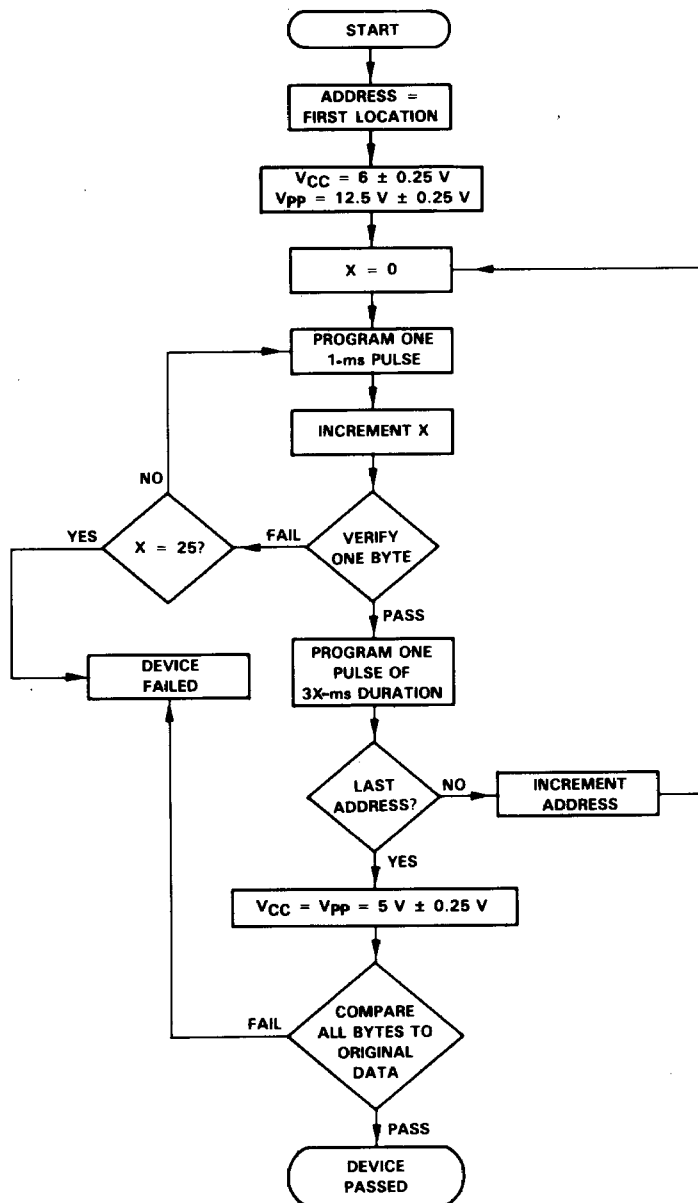 START
ADDRESS =
FIRST LOCATION
VCC = 6 ± 0.25 V
VPP = 12.5 V ± 0.25 V
X = 0
PROGRAM ONE
1-ms PULSE
INCREMENT X
NO
YES
X = 25?
FAIL
VERIFY
ONE BYTE
PASS
DEVICE
FAILED
PROGRAM ONE
PULSE OF
3X-ms DURATION
LAST
ADDRESS?
NO
INCREMENT
ADDRESS
YES
VCC = VPP = 5 V ± 0.25 V
FAIL
COMPARE
ALL BYTES TO
ORIGINAL
DATA
PASS
DEVICE
PASSED